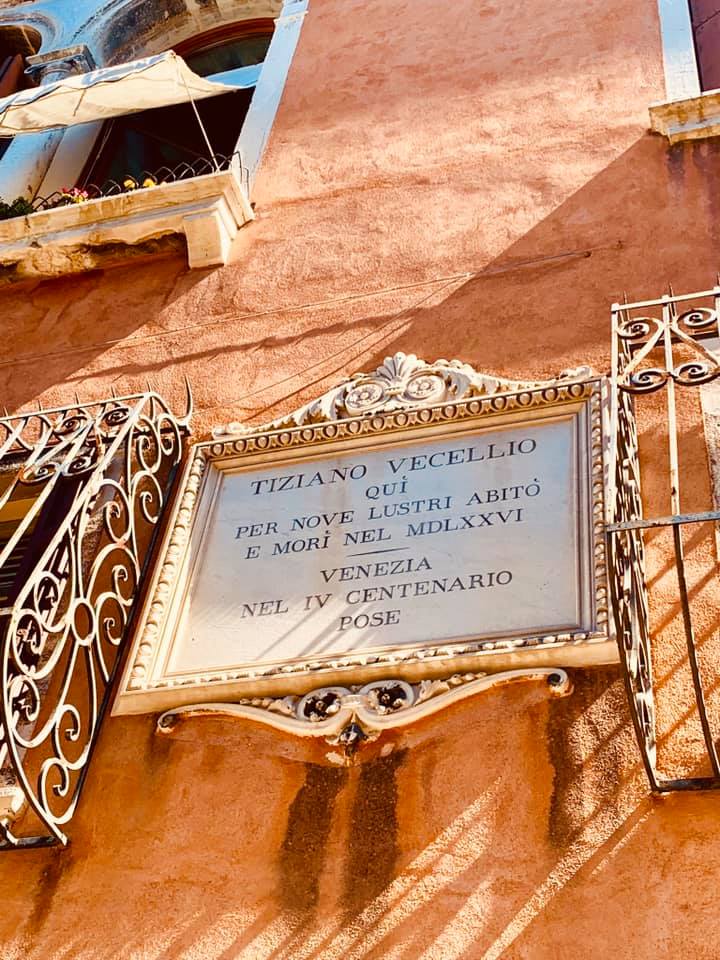 TIZIANO VECELLIO
QUÌ
PER NOVE LUSTRI ABITÒ
E MORÌ NEL MDLXXVI
VENEZIA
NEL IV CENTENARIO
POSE